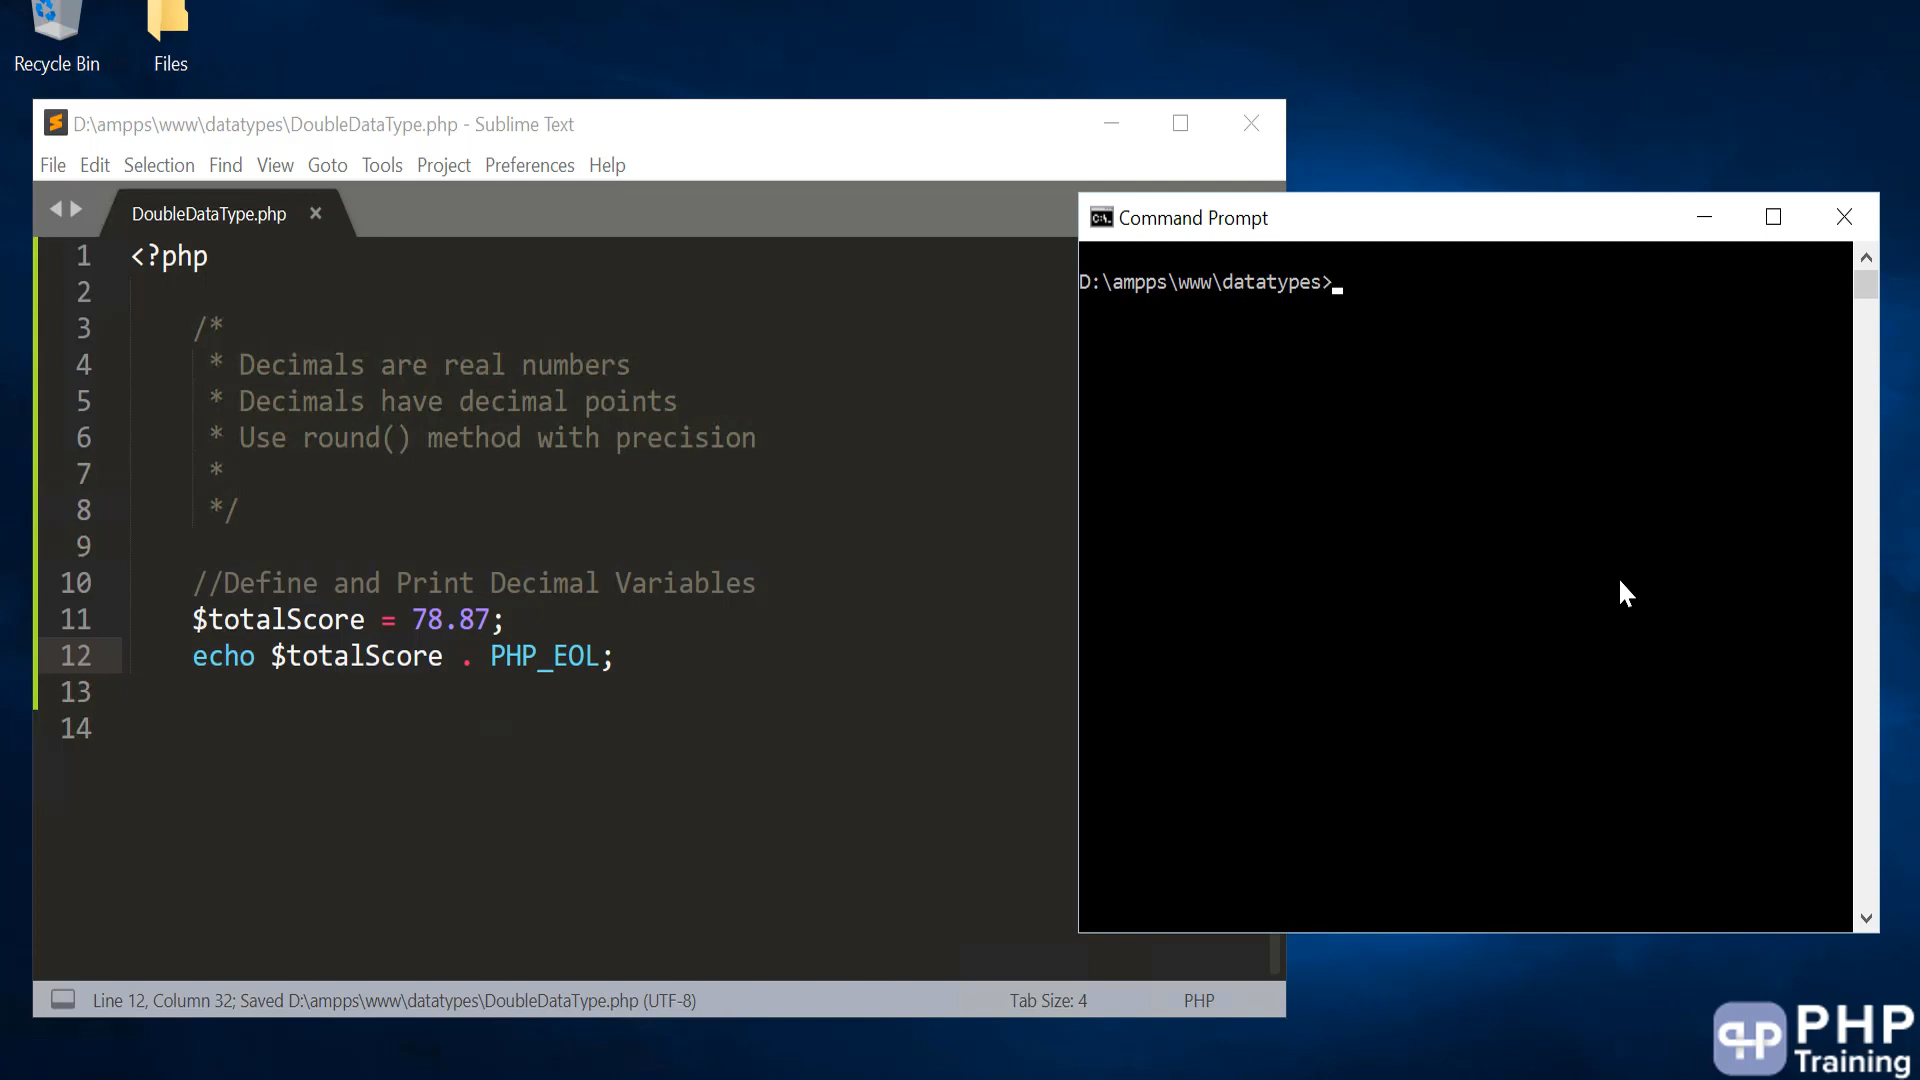 Recycle Bin
Files
D:\ampps\www\datatypes\DoubleDataType.php - Sublime Text
File Edit Selection Find View Goto Tools Project Preferences Help
DoubleDataType.php
1 <?php
2
3 /*
4 * Decimals are real numbers
5 * Decimals have decimal points
6 * Use round() method with precision
7 *
8 */
9
10 //Define and Print Decimal Variables
11 $totalScore = 78.87;
12 echo $totalScore . PHP_EOL;
13
14
Line 12, Column 32; Saved D:\ampps\www\datatypes\DoubleDataType.php (UTF-8)
Tab Size: 4
PHP
C:\.
Command Prompt
D:\ampps\www\datatypes>
PHP
Training